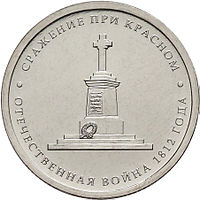 СРАЖЕНИЕ ПРИ КРАСНОМ
ОТЕЧЕСТВЕННАЯ ВОЙНА 1812 ГОДА